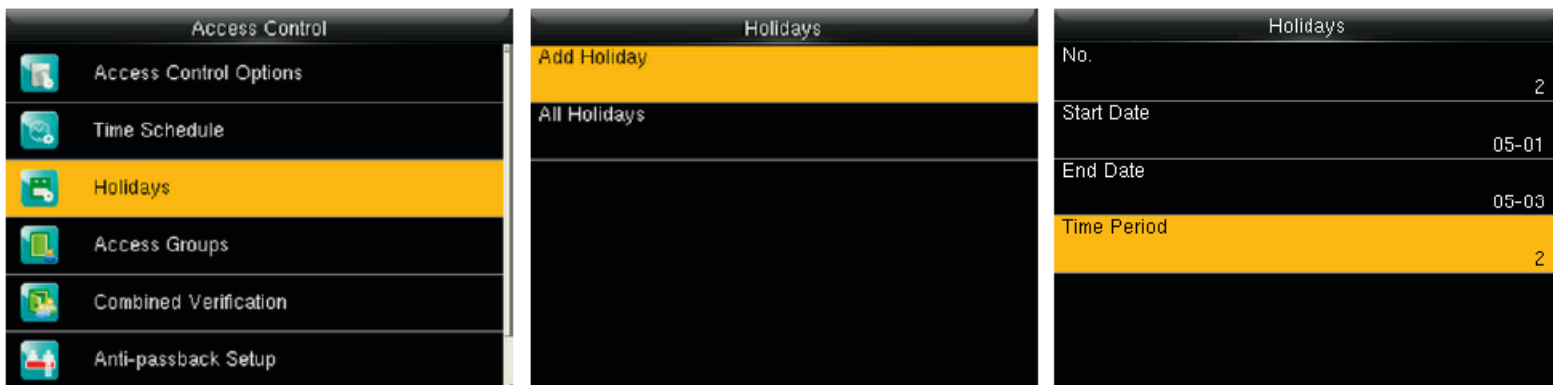 Access Control
Access Control Options
Time Schedule
Holidays
Access Groups
Combined Verification
Anti-passback Setup
Holidays
Add Holiday
All Holidays
Holidays
No.
2
Start Date
05-01
End Date
05-03
Time Period
2